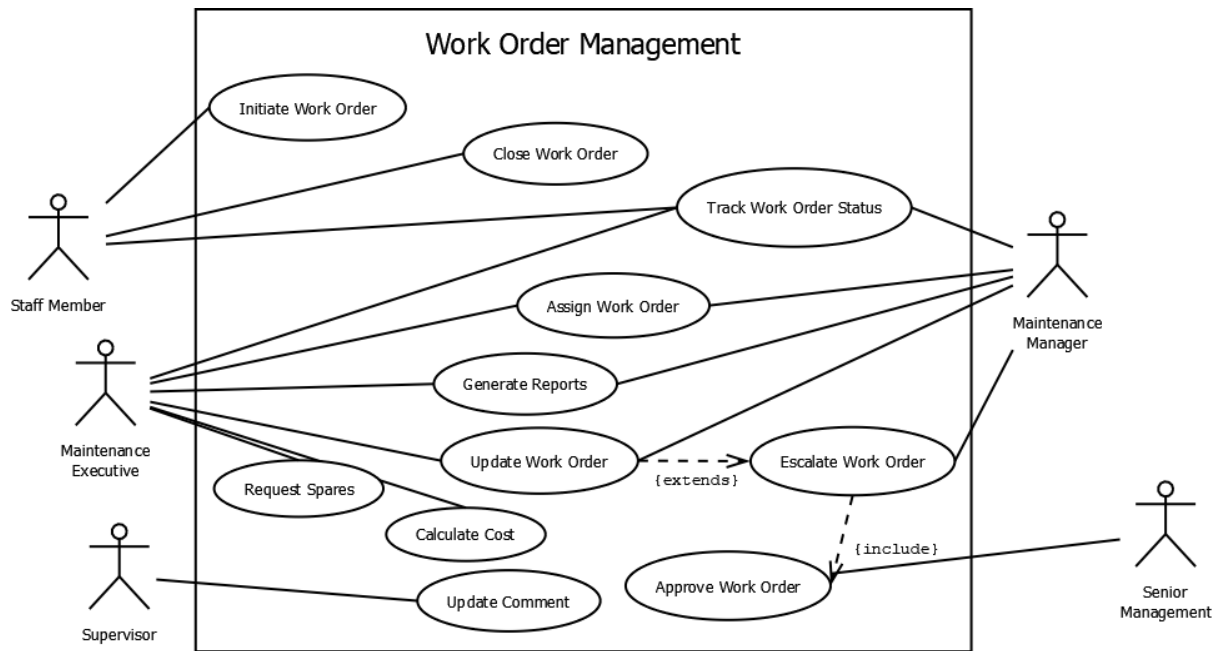 Work Order Management
Initiate Work Order
Close Work Order
Track Work Order Status
Staff Member
Assign Work Order
Maintenance
Manager
Generate Reports
Maintenance
Executive
Update Work Order
{extends}
Escalate Work Order
Request Spares
Calculate Cost
{include}
Approve Work Order
Update Comment
Supervisor
Senior
Management